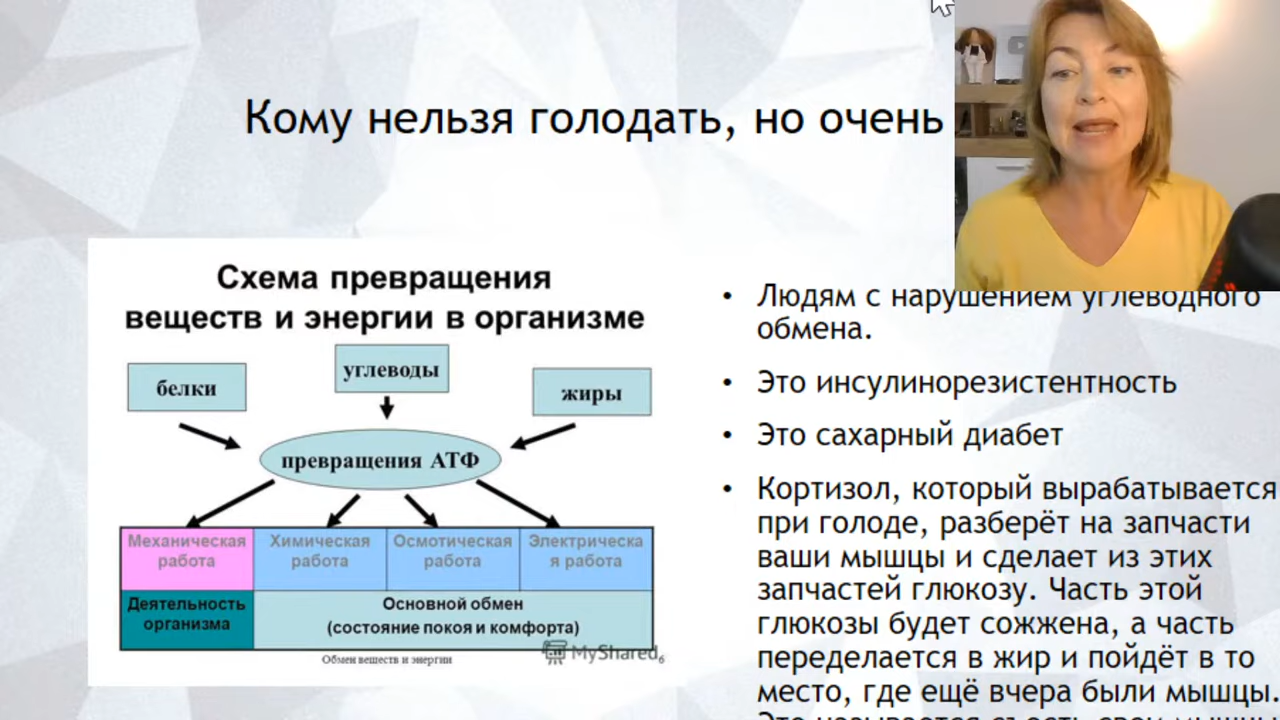 Кому нельзя голодать, но очень
Схема превращения
веществ и энергии в организме
белки
углеводы
жиры
превращения АТФ
Механическая
работа
Химическая
работа
Осмотическая
работа
Электрическа
я работа
Деятельность
организма
Основной обмен
(состояние покоя и комфорта)
Обмен веществ и энергии
MyShared
6
• Людям с нарушением углеводного
обмена.
• Это инсулинорезистентность
• Это сахарный диабет
• Кортизол, который вырабатывается
при голоде, разберёт на запчасти
ваши мышцы и сделает из этих
запчастей глюкозу. Часть этой
глюкозы будет сожжена, а часть
переделается в жир и пойдёт в то
место, где ещё вчера были мышцы.